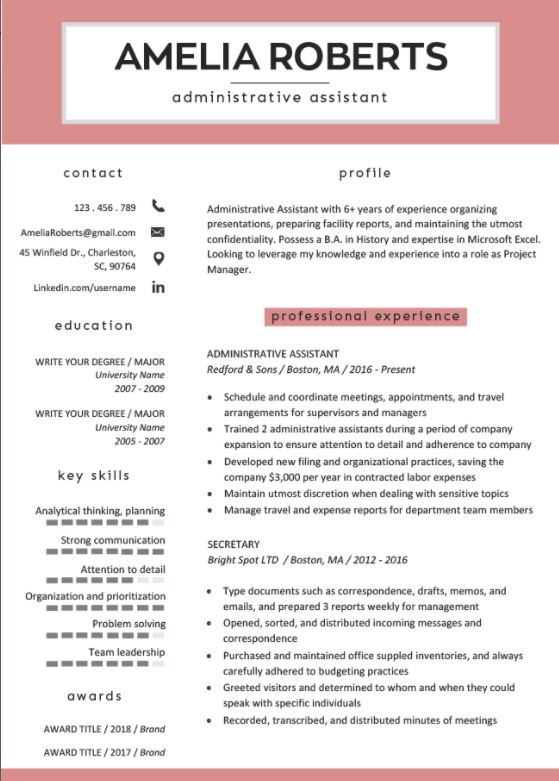 AMELIA ROBERTS
administrative assistant
contact
123 . 456 . 789
AmeliaRoberts@gmail.com
45 Winfield Dr., Charleston,
SC, 90764
Linkedin.com/username
in
education
WRITE YOUR DEGREE / MAJOR
University Name
2007 - 2009
WRITE YOUR DEGREE / MAJOR
University Name
2005 - 2007
key skills
Analytical thinking, planning
Strong communication
Attention to detail
Organization and prioritization
Problem solving
Team leadership
awards
AWARD TITLE / 2018 / Brand
AWARD TITLE / 2017 / Brand
profile
Administrative Assistant with 6+ years of experience organizing
presentations, preparing facility reports, and maintaining the utmost
confidentiality. Possess a B.A. in History and expertise in Microsoft Excel.
Looking to leverage my knowledge and experience into a role as Project
Manager.
professional experience
ADMINISTRATIVE ASSISTANT
Redford & Sons / Boston, MA / 2016 - Present
• Schedule and coordinate meetings, appointments, and travel
arrangements for supervisors and managers
• Trained 2 administrative assistants during a period of company
expansion to ensure attention to detail and adherence to company
• Developed new filing and organizational practices, saving the
company $3,000 per year in contracted labor expenses
• Maintain utmost discretion when dealing with sensitive topics
• Manage travel and expense reports for department team members
SECRETARY
Bright Spot LTD / Boston, MA / 2012 - 2016
• Type documents such as correspondence, drafts, memos, and
emails, and prepared 3 reports weekly for management
• Opened, sorted, and distributed incoming messages and
correspondence
• Purchased and maintained office suppled inventories, and always
carefully adhered to budgeting practices
• Greeted visitors and determined to whom and when they could
speak with specific individuals
• Recorded, transcribed, and distributed minutes of meetings